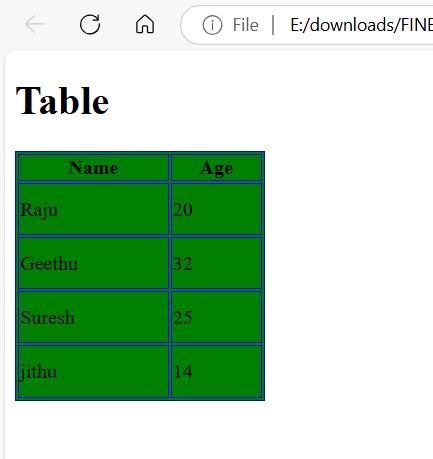 File | E:/downloads/FINE
Table
Name Age
Raju 20
Geethu 32
Suresh 25
jithu 14